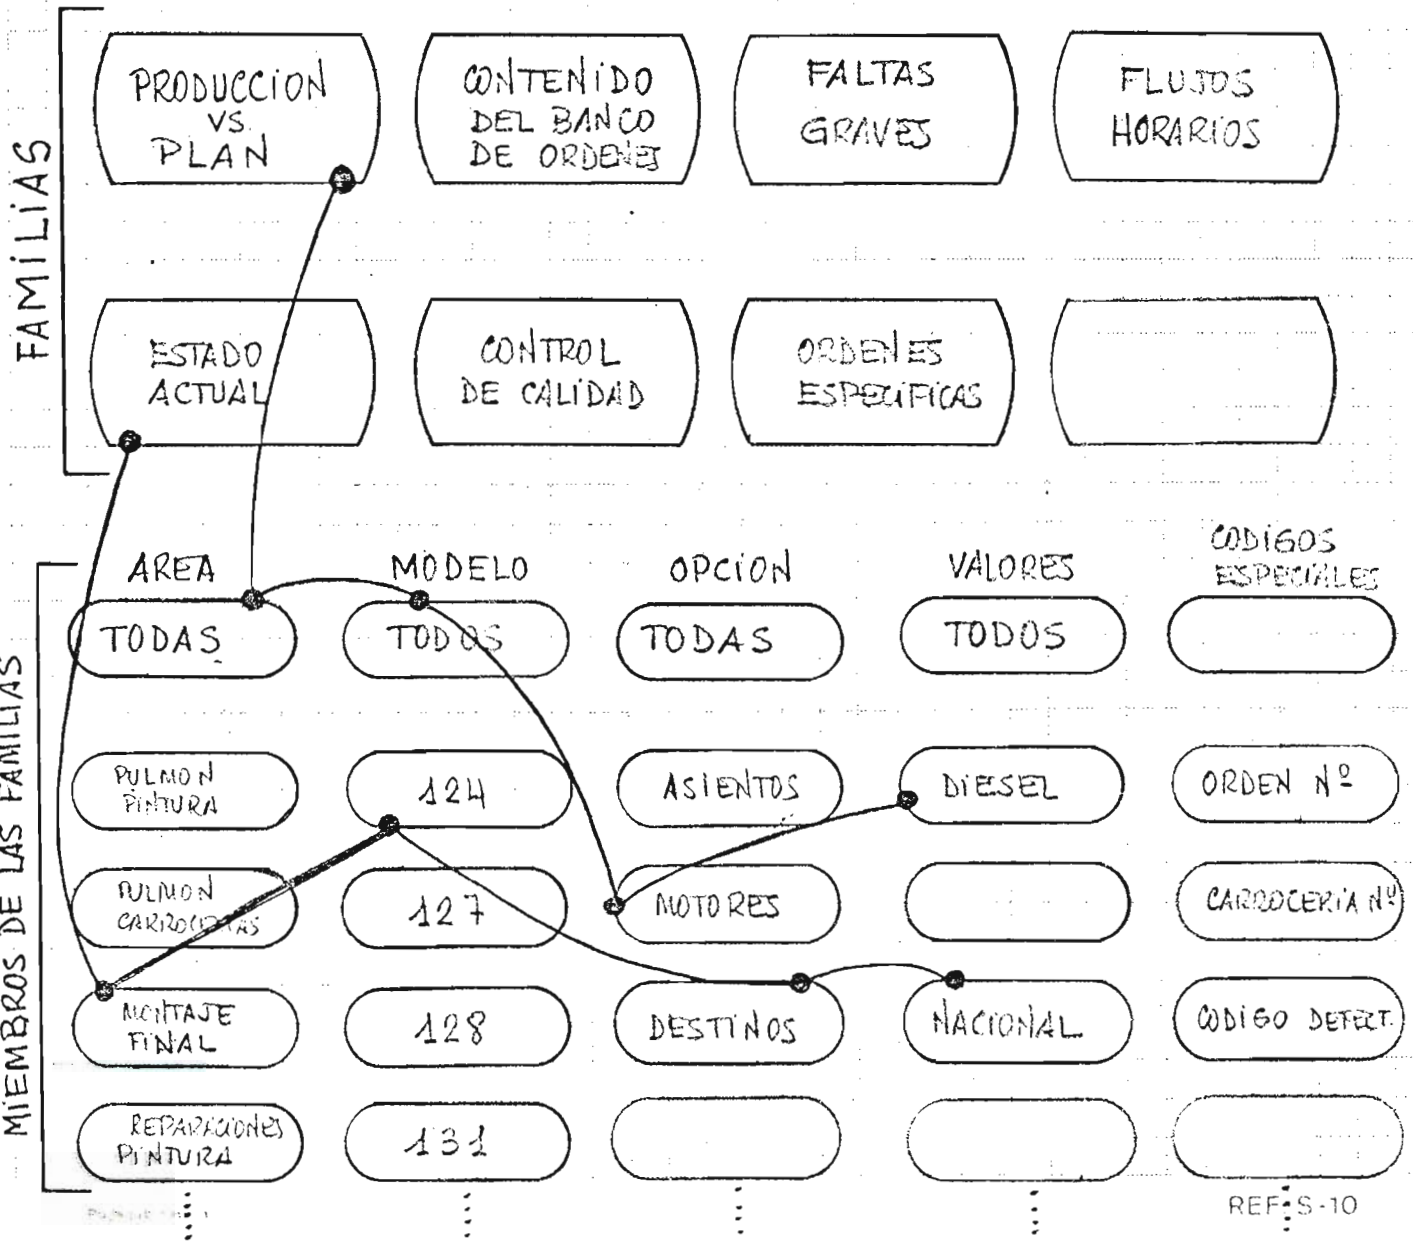 FAMILIAS
PRODUCCION
VS.
PLAN
CONTENIDO
DEL BANCO
DE ORDENES
FALTAS
GRAVES
FLUJOS
HORARIOS
ESTADO
ACTUAL
CONTROL
DE CALIDAD
ORDENES
ESPECIFICAS
MIEMBROS DE LAS FAMILIAS
AREA
MODELO
OPCION
VALORES
CODIGOS
ESPECIALES
TODAS
TODOS
TODAS
TODOS
PULMON
PINTURA
124
ASIENTOS
DIESEL
ORDEN Nº
PULMON
CARROCERIAS
127
MOTORES
CARROCERIA Nº
MONTAJE
FINAL
128
DESTINOS
NACIONAL
CODIGO DEFECT.
REPARACIONES
PINTURA
131
REF. S-10